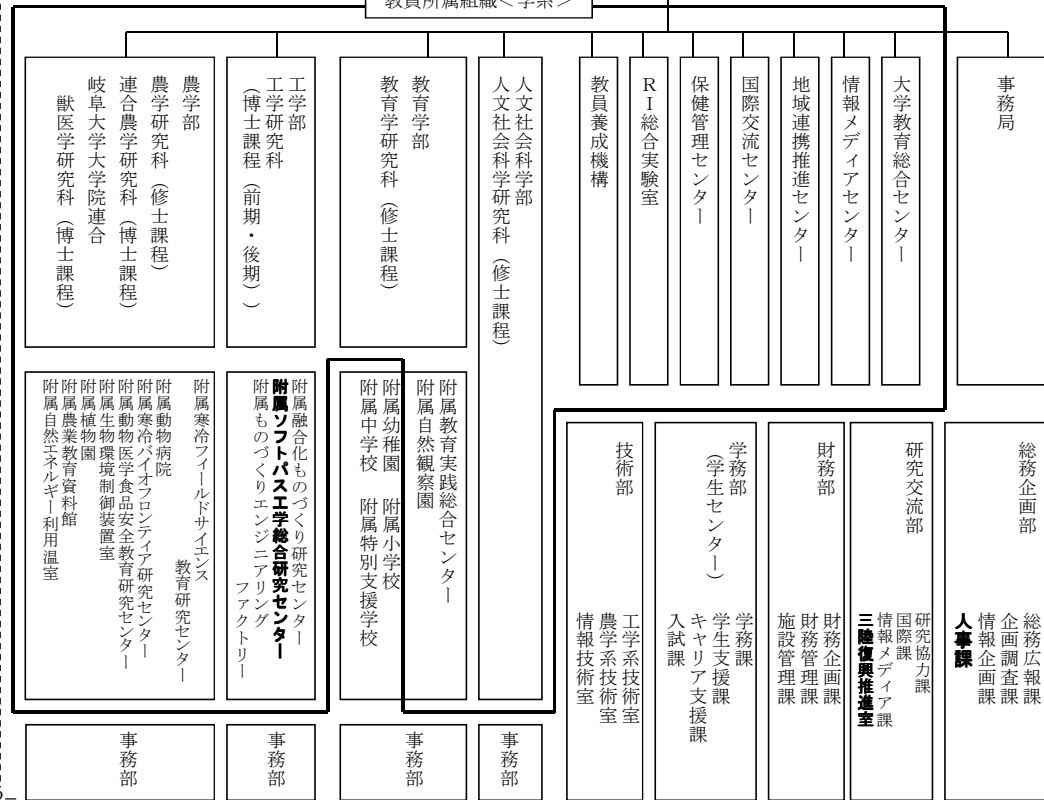 教員所属組織＜学系＞
事務局
大学教育総合センター
情報メディアセンター
地域連携推進センター
国際交流センター
保健管理センター
ＲＩ総合実験室
教員養成機構
人文社会科学部
人文社会科学研究科（修士課程）
教育学部
教育学研究科（修士課程）
工学部
工学研究科
（博士課程（前期・後期））
農学部
農学研究科（修士課程）
連合農学研究科（博士課程）
岐阜大学大学院連合
獣医学研究科（博士課程）
総務企画部
総務広報課
企画調査課
情報企画課
人事課
研究交流部
研究協力課
国際課
情報メディア課
三陸復興推進室
財務部
財務企画課
財務管理課
施設管理課
学務部
（学生センター）
学務課
学生支援課
キャリア支援課
入試課
技術部
工学系技術室
農学系技術室
情報技術室
附属教育実践総合センター
附属自然観察園
附属幼稚園　附属小学校
附属中学校　附属特別支援学校
附属融合化ものづくり研究センター
附属ソフトパス工学総合研究センター
附属ものづくりエンジニアリング
ファクトリー
附属寒冷フィールドサイエンス
教育研究センター
附属動物病院
附属寒冷バイオフロンティア研究センター
附属動物医学食品安全教育研究センター
附属生物環境制御装置室
附属植物園
附属農業教育資料館
附属自然エネルギー利用温室
事務部
事務部
事務部
事務部